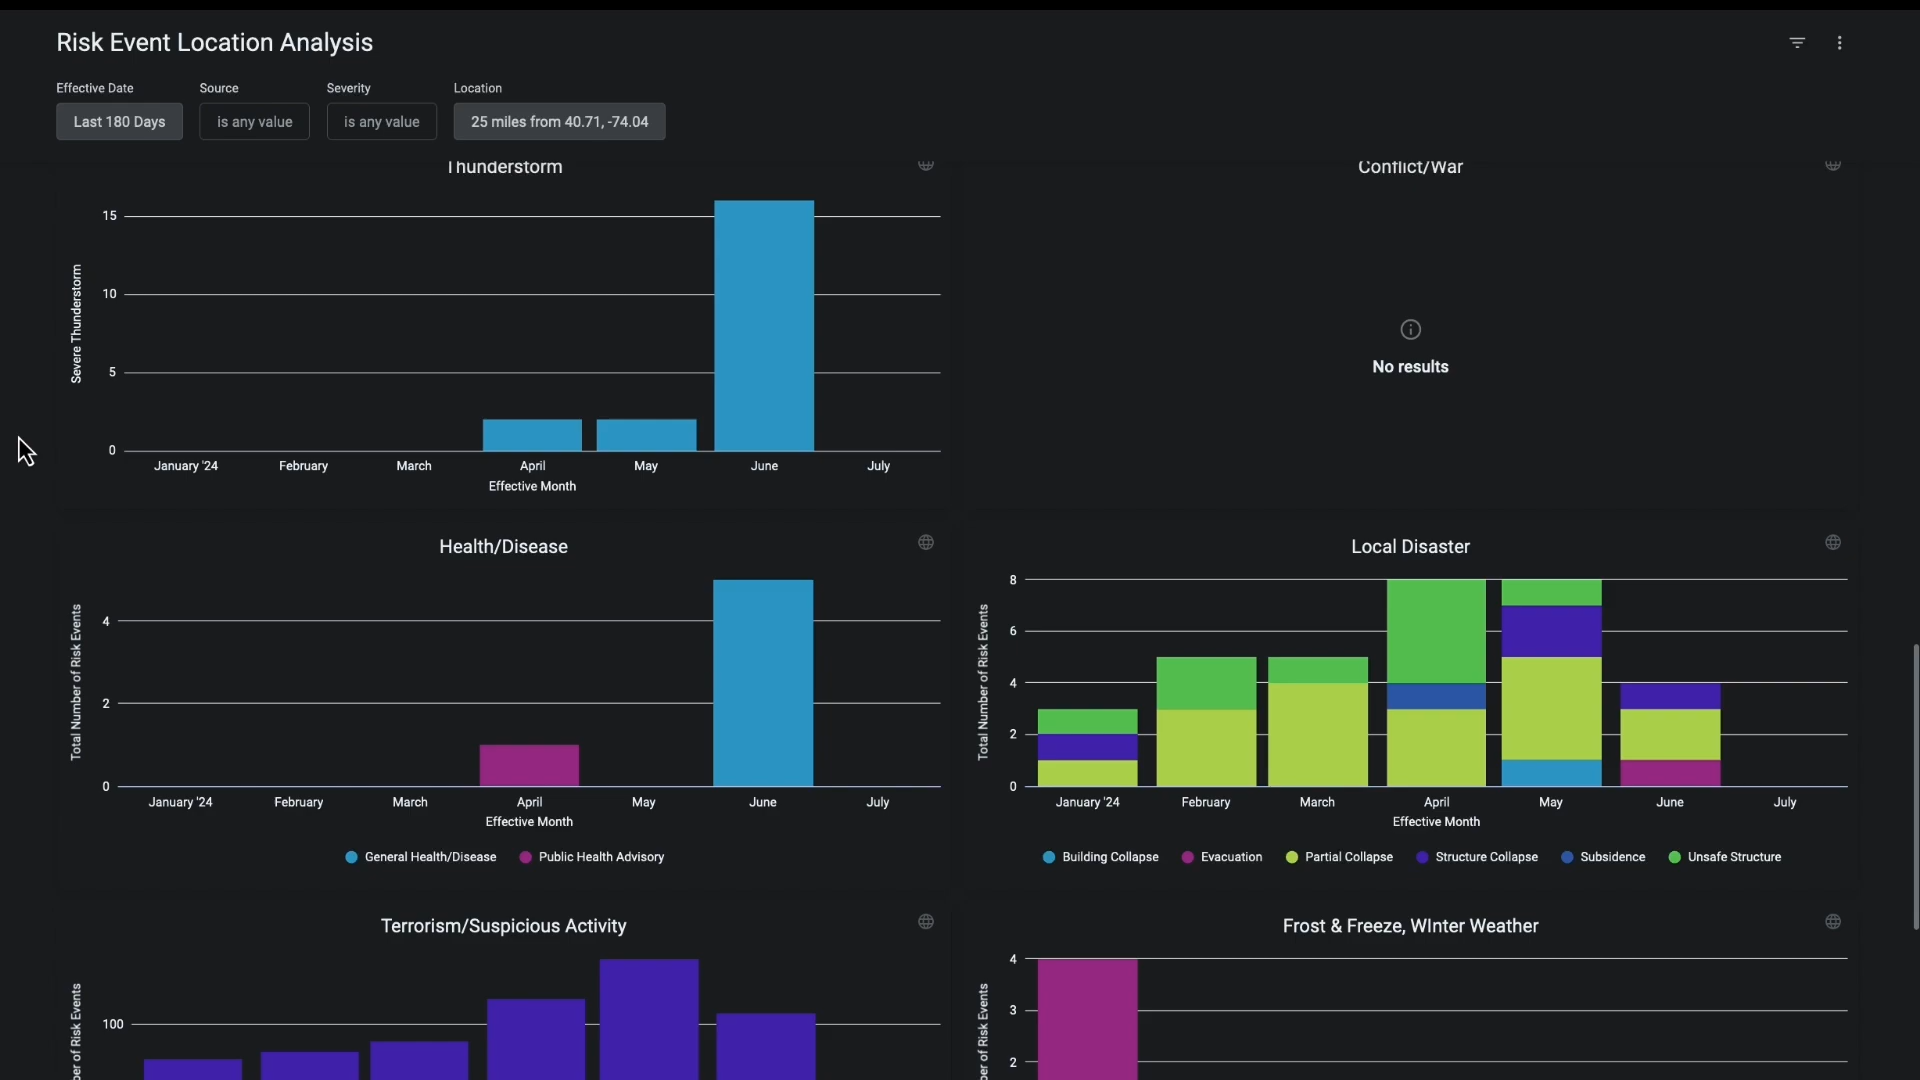 Risk Event Location Analysis
Effective Date Source Severity Location
Last 180 Days is any value is any value 25 miles from 40.71, -74.04
Thunderstorm
15
10
5
0
Severe Thunderstorm
January '24 February March April May June July
Effective Month
Conflict/War
No results
Health/Disease
4
2
0
Total Number of Risk Events
January '24 February March April May June July
Effective Month
General Health/Disease Public Health Advisory
Local Disaster
8
6
4
2
0
Total Number of Risk Events
January '24 February March April May June July
Effective Month
Building Collapse Evacuation Partial Collapse Structure Collapse Subsidence Unsafe Structure
Terrorism/Suspicious Activity
100
of Risk Events
Frost & Freeze, WInter Weather
4
3
2
of Risk Events